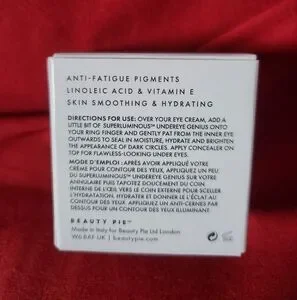 ANTI-FATIGUE PIGMENTS
LINOLEIC ACID & VITAMIN E
SKIN SMOOTHING & HYDRATING
DIRECTIONS FOR USE: OVER YOUR EYE CREAM, ADD A
LITTLE BIT OF SUPERLUMINOUS™ UNDEREYE GENIUS ONTO
YOUR RING FINGER AND GENTLY PAT FROM THE INNER EYE
OUTWARDS TO SEAL IN MOISTURE, HYDRATE AND BRIGHTEN
THE APPEARANCE OF DARK CIRCLES. APPLY CONCEALER ON
TOP FOR FLAWLESS-LOOKING UNDER EYES.
MODE D'EMPLOI : APRÈS AVOIR APPLIQUÉ VOTRE
CRÈME POUR CONTOUR DES YEUX, APPLIQUEZ UN PEU
DU SUPERLUMINOUS™ UNDEREYE GENIUS SUR VOTRE
ANNULAIRE PUIS TAPOTEZ DOUCEMENT DU COIN
INTERNE DE L'ŒIL VERS LE COIN EXTERNE POUR SCELLER
L'HYDRATATION, HYDRATER ET DONNER DE L'ÉCLAT AU
CONTOUR DES YEUX. APPLIQUEZ UN ANTI-CERNES PAR
DESSUS POUR UN CONTOUR DES YEUX ILLUMINANT.
BEAUTY PIE™
Made in Italy for Beauty Pie Ltd London
W6 8AF UK | beautypie.com